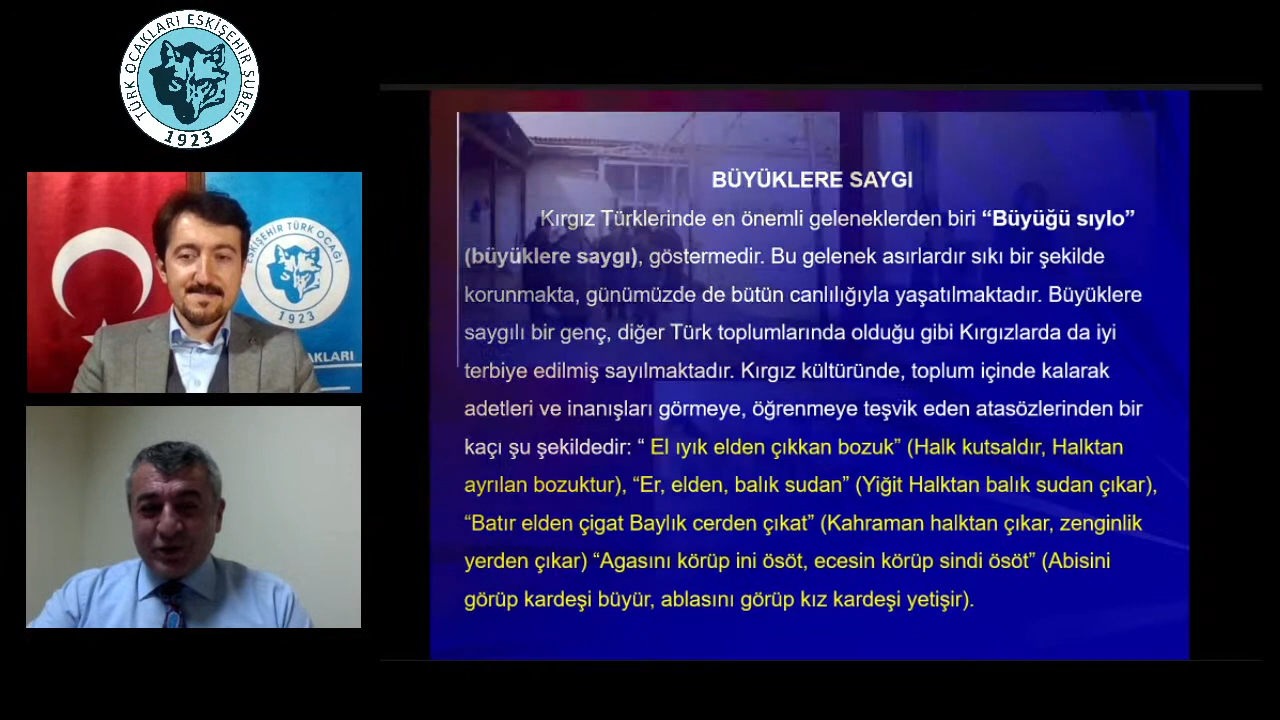 TÜRK OCAKLARI ESKİŞEHİR ŞUBESİ
1923
ESKİŞEHİR TÜRK OCAĞI
1923
OCAKLARI
BÜYÜKLERE SAYGI
Kırgız Türklerinde en önemli geleneklerden biri “Büyüğü sıylo”
(büyüklere saygı), göstermedir. Bu gelenek asırlardır sıkı bir şekilde
korunmakta, günümüzde de bütün canlılığıyla yaşatılmaktadır. Büyüklere
saygılı bir genç, diğer Türk toplumlarında olduğu gibi Kırgızlarda da iyi
terbiye edilmiş sayılmaktadır. Kırgız kültüründe, toplum içinde kalarak
adetleri ve inanışları görmeye, öğrenmeye teşvik eden atasözlerinden bir
kaçı şu şekildedir: “ El ıyık elden çıkkan bozuk” (Halk kutsaldır, Halktan
ayrılan bozuktur), “Er, elden, balık sudan” (Yiğit Halktan balık sudan çıkar),
“Batır elden çigat Baylık cerden çıkat” (Kahraman halktan çıkar, zenginlik
yerden çıkar) “Agasını körüp ini ösöt, ecesin körüp sindi ösöt” (Abisini
görüp kardeşi büyür, ablasını görüp kız kardeşi yetişir).